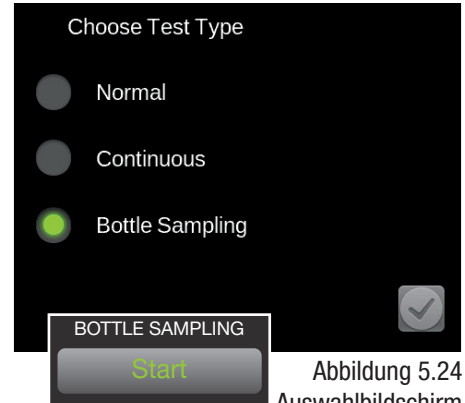 Choose Test Type
Normal
Continuous
Bottle Sampling
BOTTLE SAMPLING
Start
Abbildung 5.24
Auswahlbildschirm